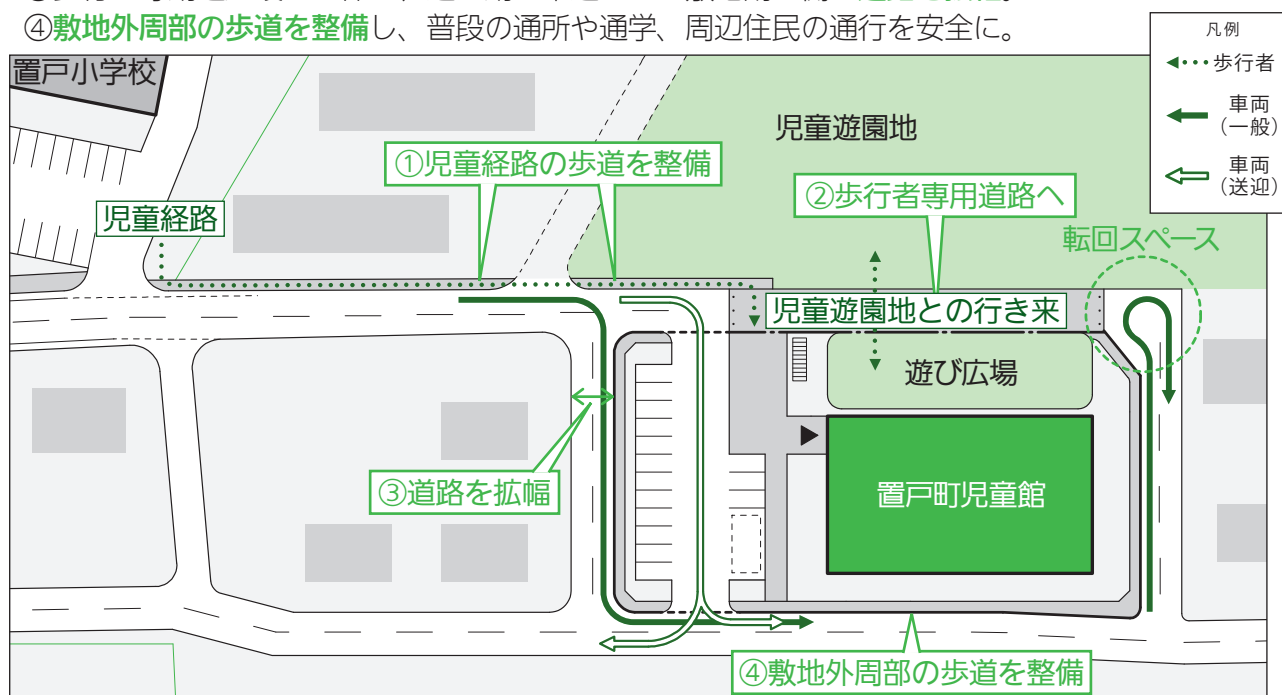 ④敷地外周部の歩道を整備し、普段の通所や通学、周辺住民の通行を安全に。
凡例
歩行者
車両
(一般)
車両
(送迎)
置戸小学校
児童遊園地
①児童経路の歩道を整備
②歩行者専用道路へ
児童経路
転回スペース
児童遊園地との行き来
遊び広場
③道路を拡幅
置戸町児童館
④敷地外周部の歩道を整備